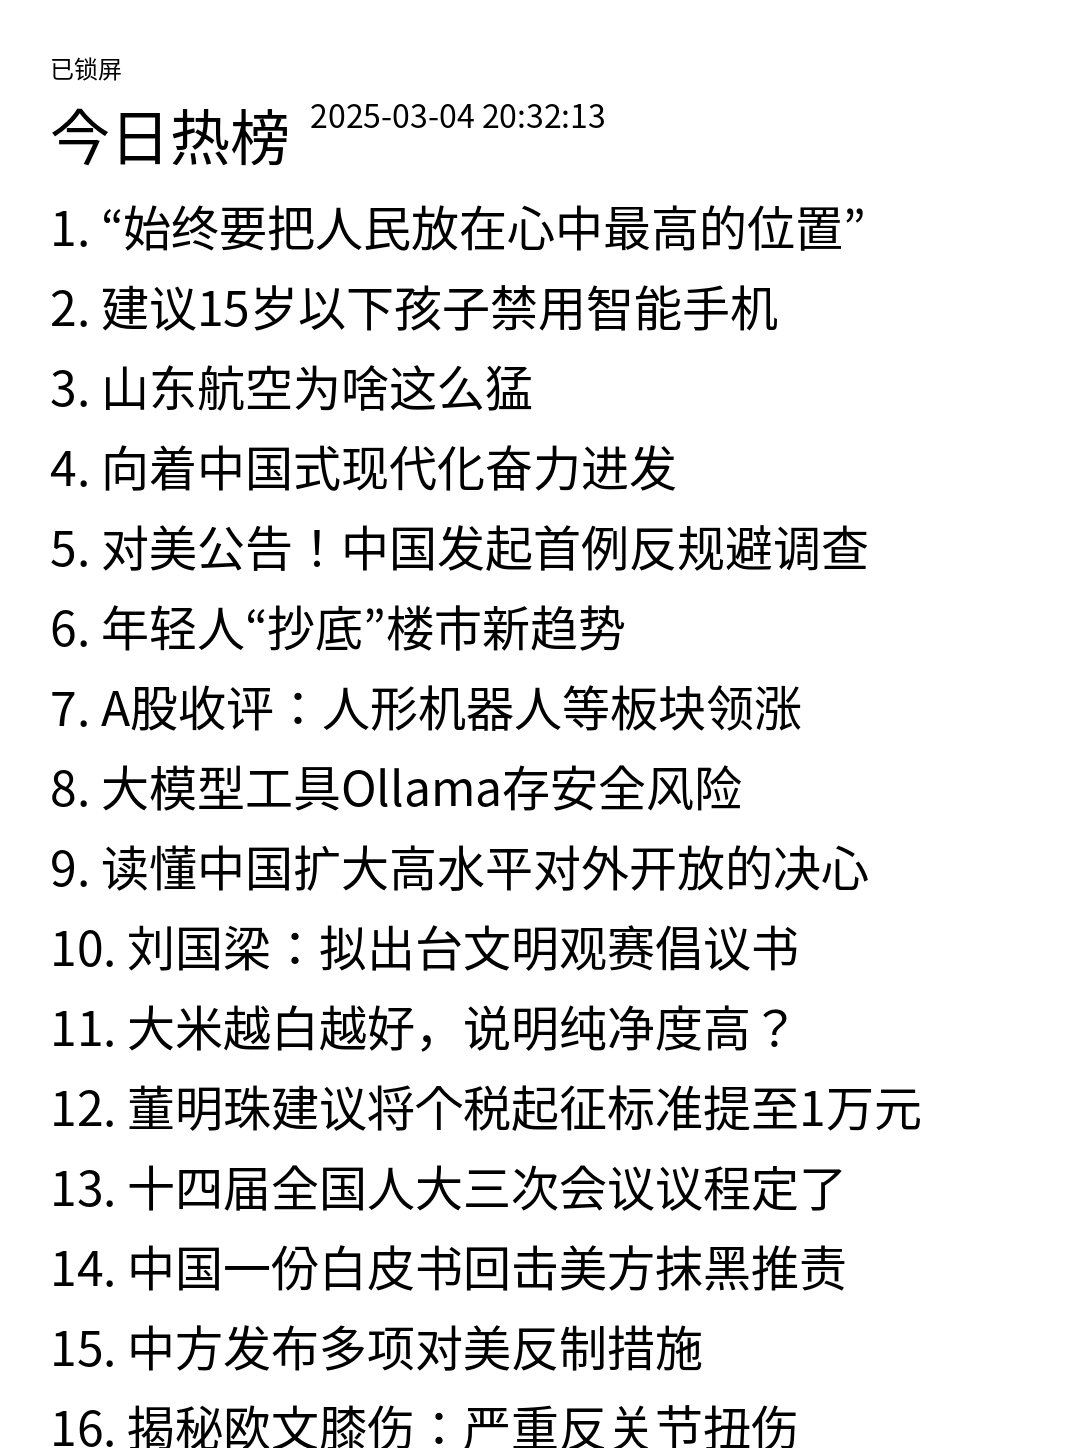 已锁屏
今日热榜 2025-03-04 20:32:13
1. “始终要把人民放在心中最高的位置”
2. 建议15岁以下孩子禁用智能手机
3. 山东航空为啥这么猛
4. 向着中国式现代化奋力进发
5. 对美公告！中国发起首例反规避调查
6. 年轻人“抄底”楼市新趋势
7. A股收评：人形机器人等板块领涨
8. 大模型工具Ollama存安全风险
9. 读懂中国扩大高水平对外开放的决心
10. 刘国梁：拟出台文明观赛倡议书
11. 大米越白越好，说明纯净度高？
12. 董明珠建议将个税起征标准提至1万元
13. 十四届全国人大三次会议议程定了
14. 中国一份白皮书回击美方抹黑推责
15. 中方发布多项对美反制措施
16. 揭秘欧文膝伤：严重反关节扭伤